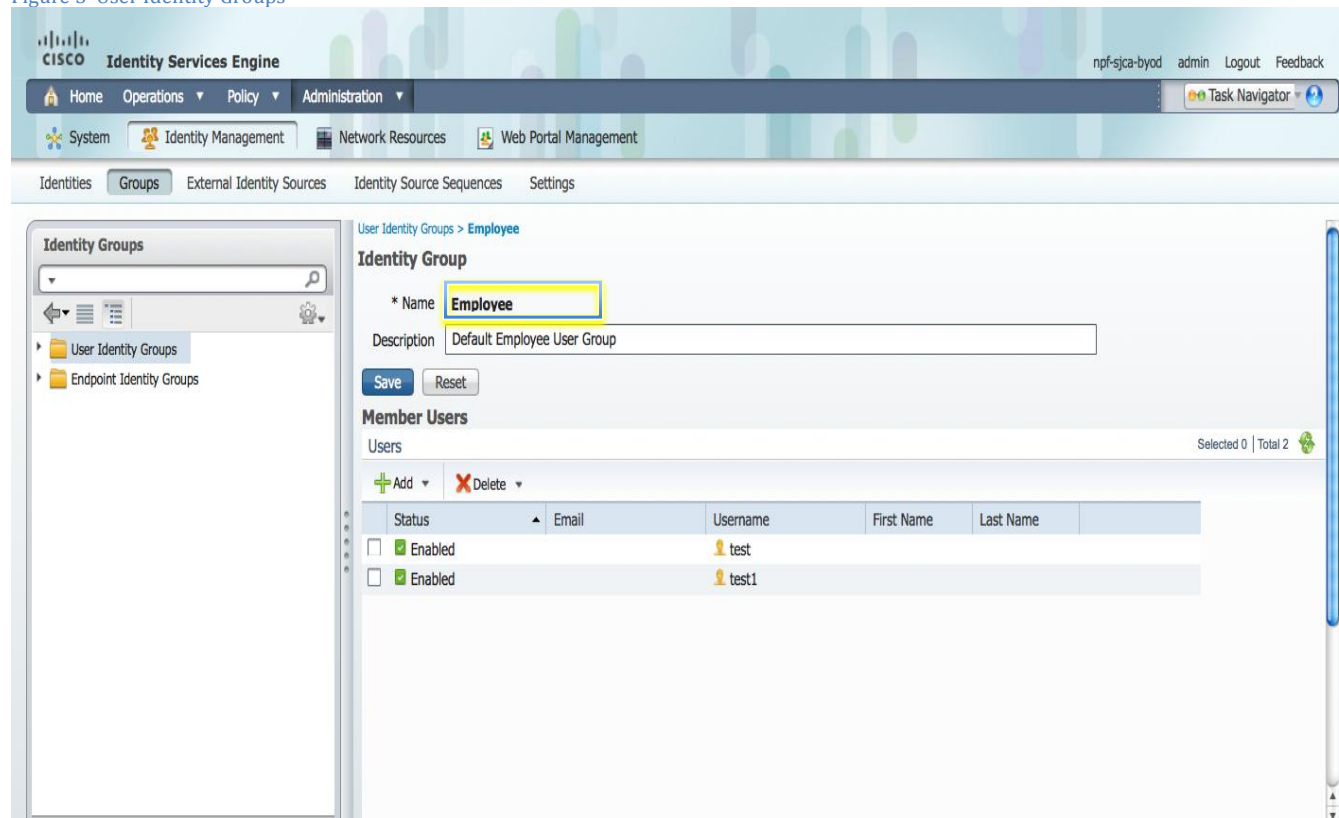 Figure 5 User Identity Groups
CISCO Identity Services Engine
npf-sjca-byod admin Logout Feedback
Home Operations Policy Administration Task Navigator
System Identity Management Network Resources Web Portal Management
Identities Groups External Identity Sources Identity Source Sequences Settings
Identity Groups
User Identity Groups
Endpoint Identity Groups
User Identity Groups > Employee
Identity Group
* Name Employee
Description Default Employee User Group
Save Reset
Member Users
Users Selected 0 | Total 2
Add Delete
Status Email Username First Name Last Name
Enabled test
Enabled test1